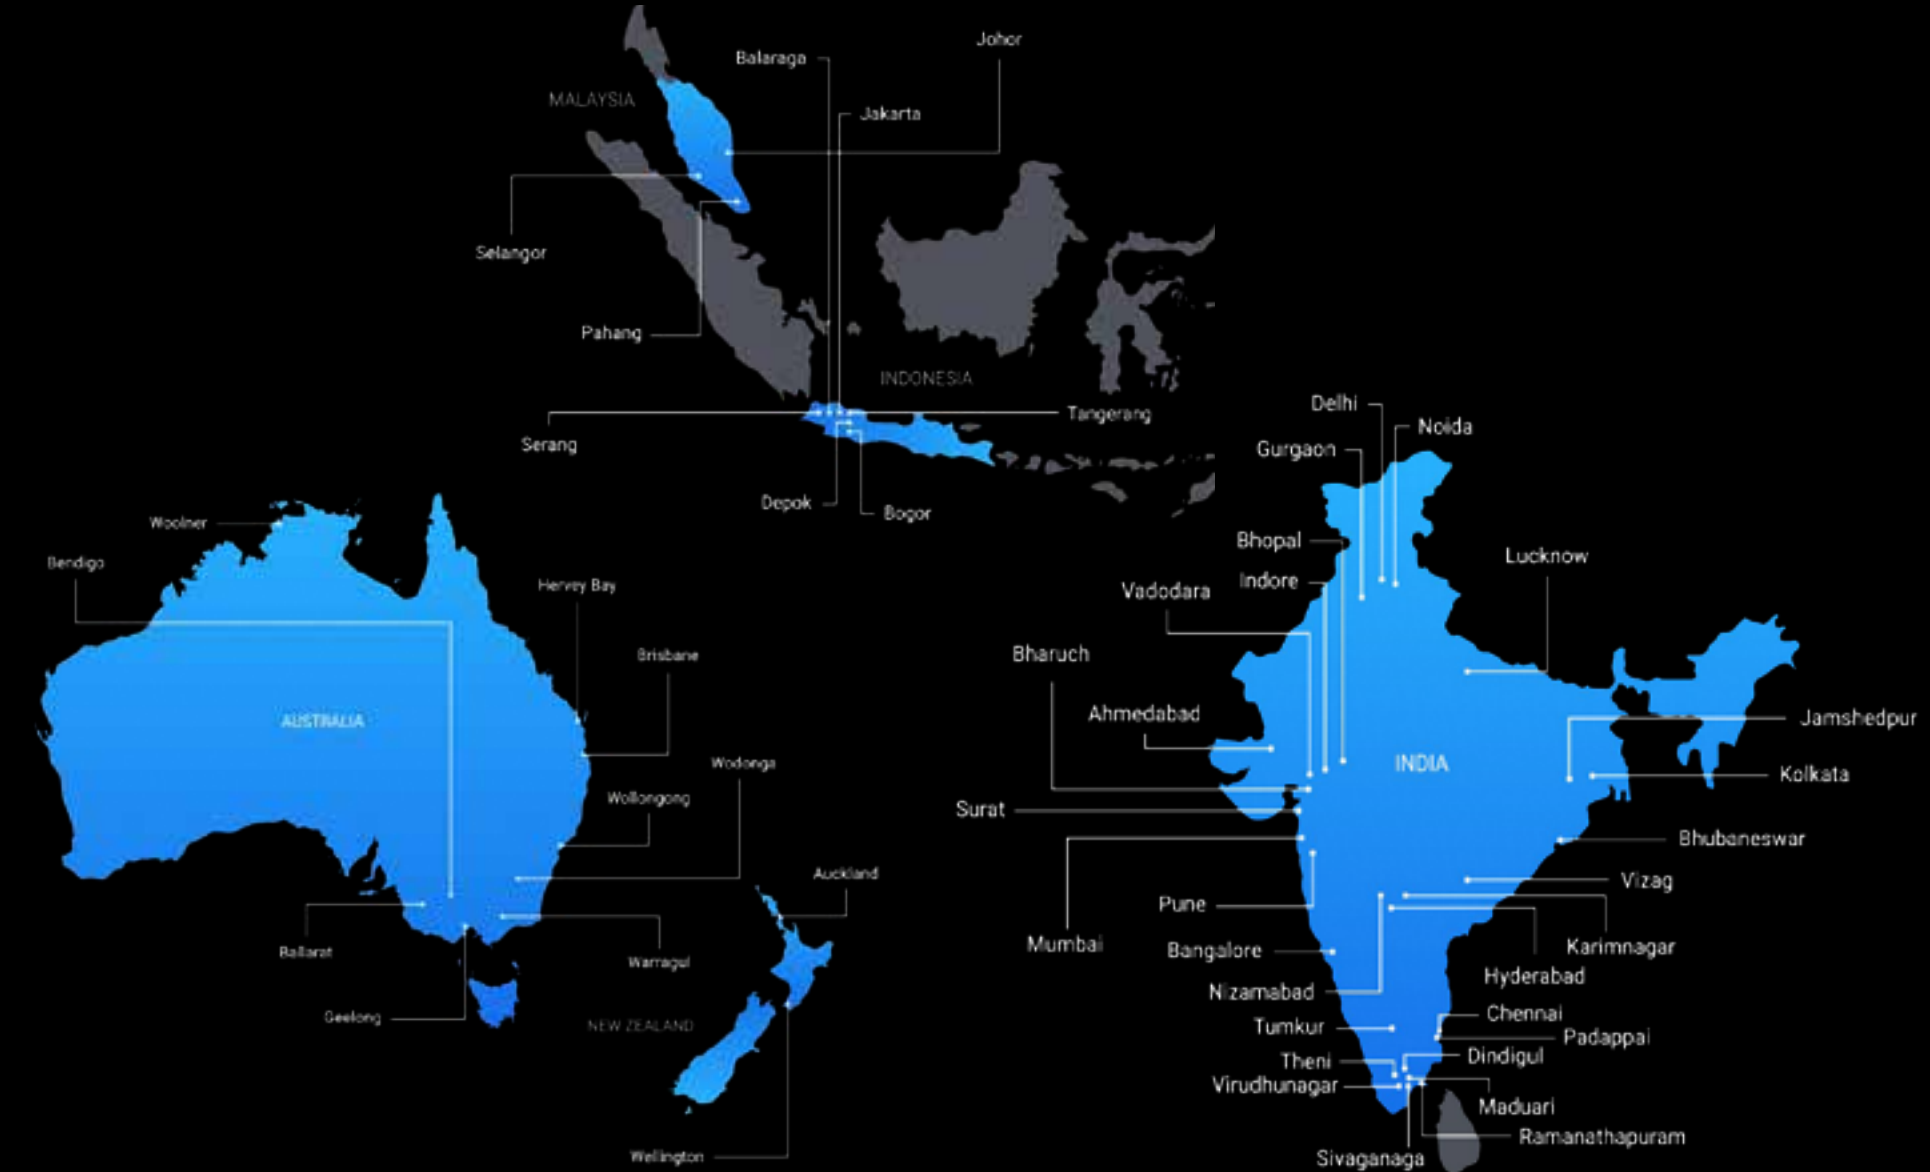 Johor
Balaraga
MALAYSIA
Jakarta
Selangor
Pahang
INDONESIA
Tangerang
Serang
Depok
Bogor
Woolner
Bendigo
Hervey Bay
Brisbane
AUSTRALIA
Wodonga
Wollongong
Auckland
Ballarat
Warragul
Geelong
NEW ZEALAND
Wellington
Delhi
Noida
Gurgaon
Bhopal
Lucknow
Indore
Vadodara
Bharuch
Ahmedabad
Jamshedpur
INDIA
Kolkata
Surat
Bhubaneswar
Vizag
Pune
Mumbai
Karimnagar
Bangalore
Hyderabad
Nizamabad
Chennai
Tumkur
Padappai
Dindigul
Theni
Virudhunagar
Maduari
Ramanathapuram
Sivaganaga